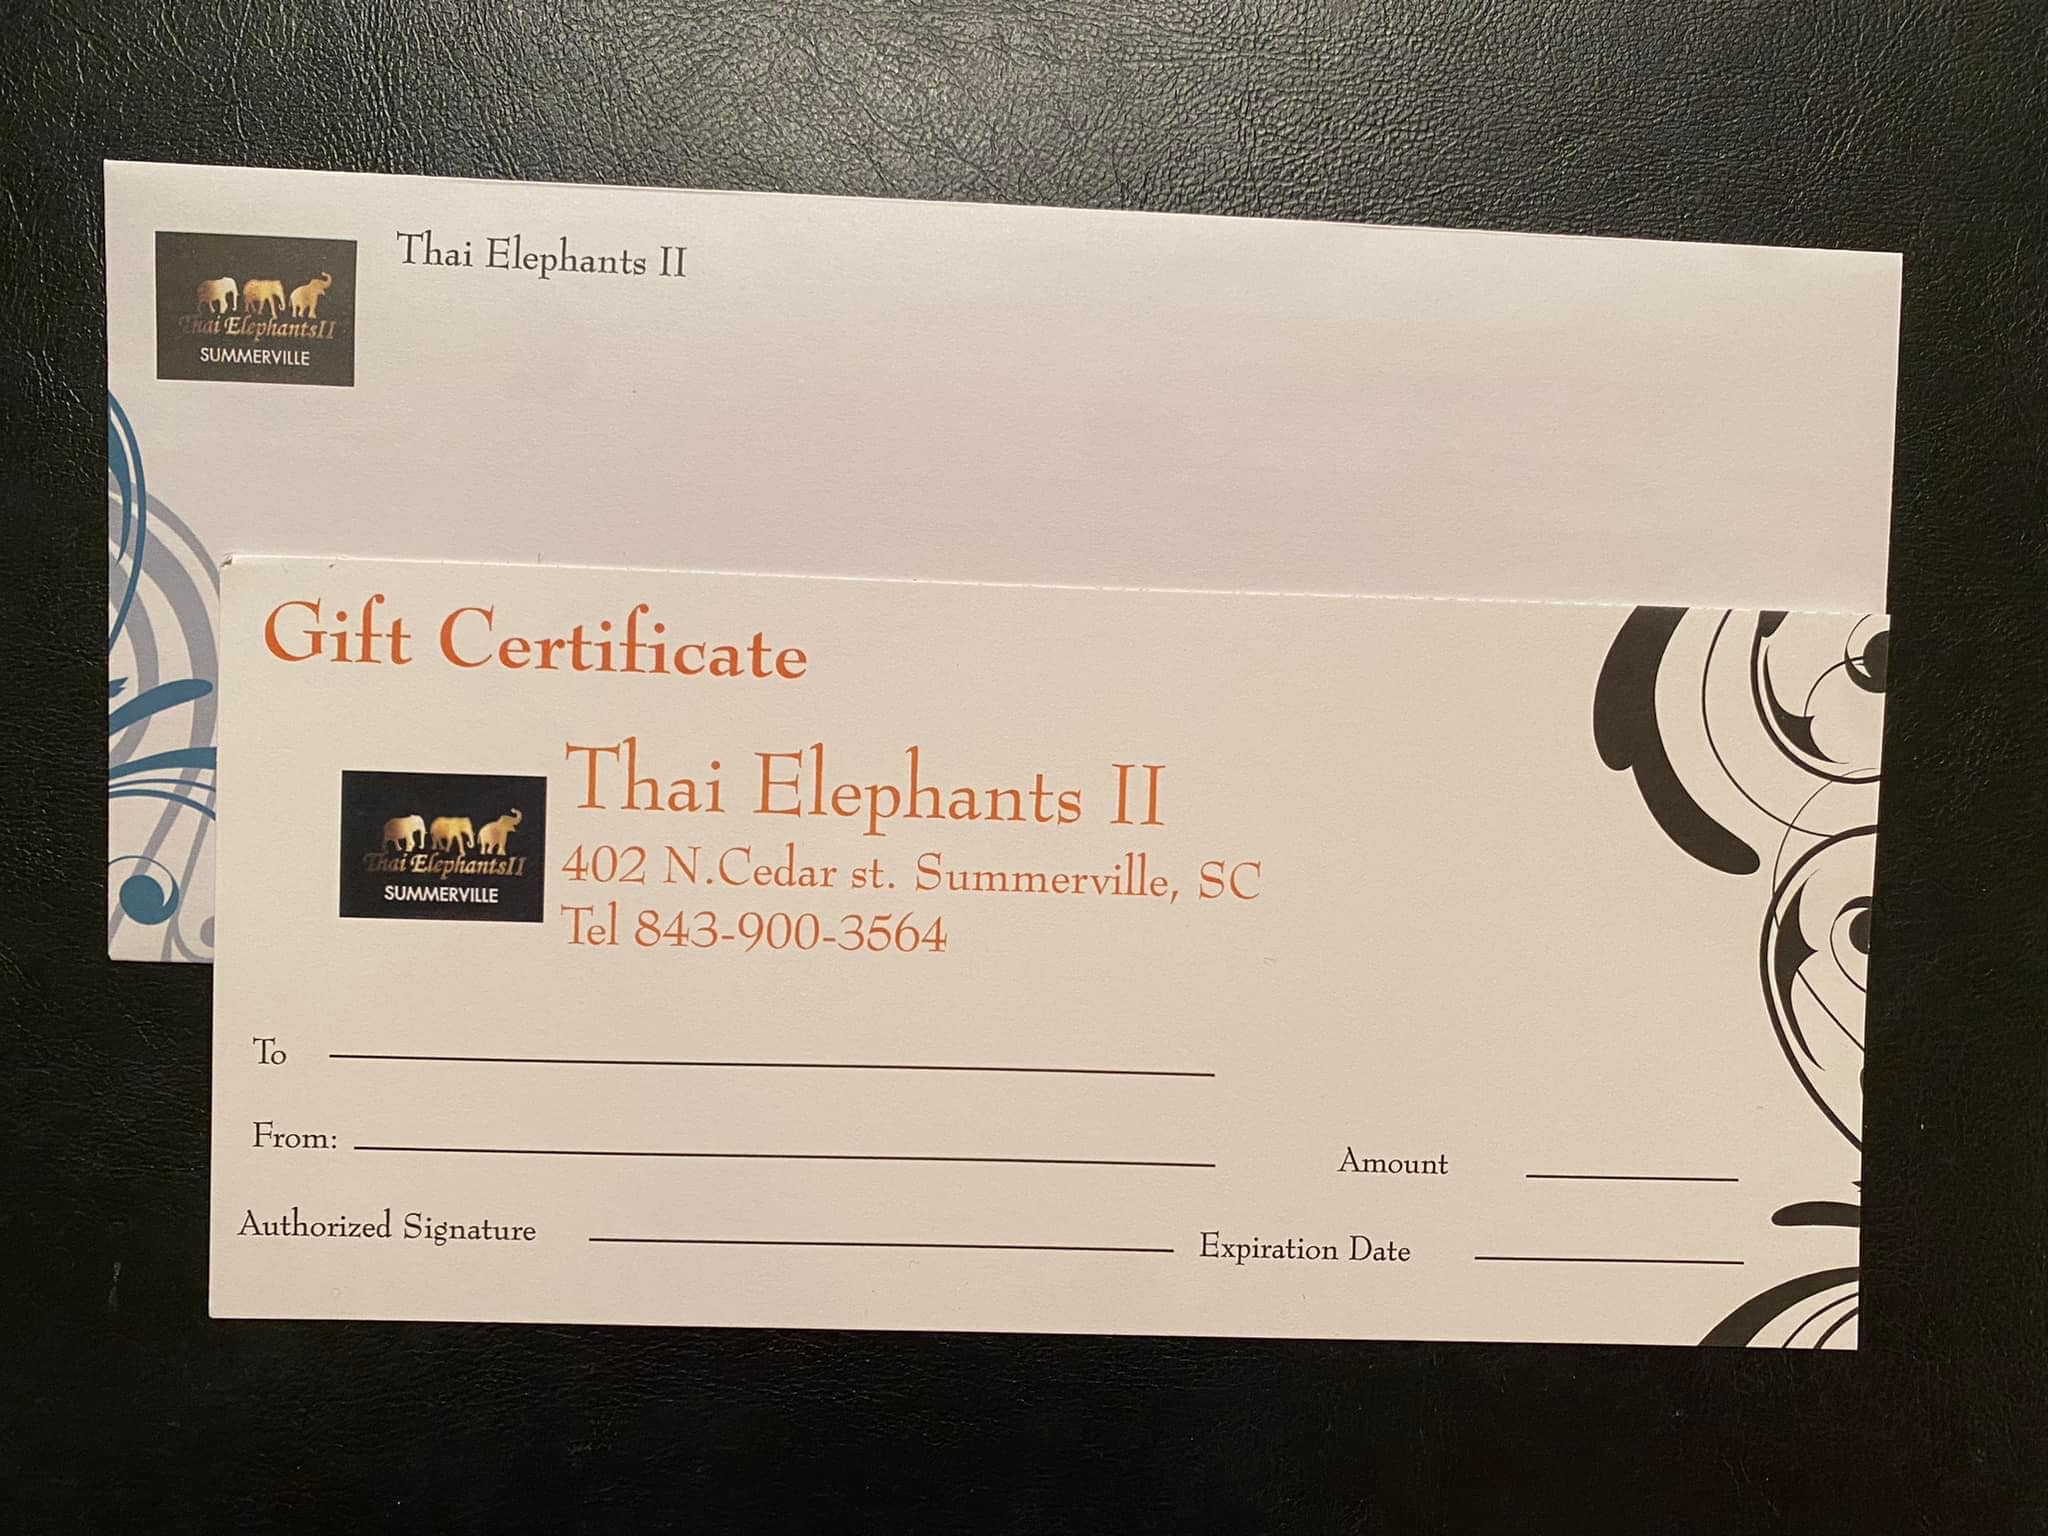 Thai Elephants II
Thai ElephantsII
SUMMERVILLE
Gift Certificate
Thai Elephants II
402 N.Cedar st. Summerville, SC
Tel 843-900-3564
Thai ElephantsII
SUMMERVILLE
To
From:
Amount
Authorized Signature
Expiration Date